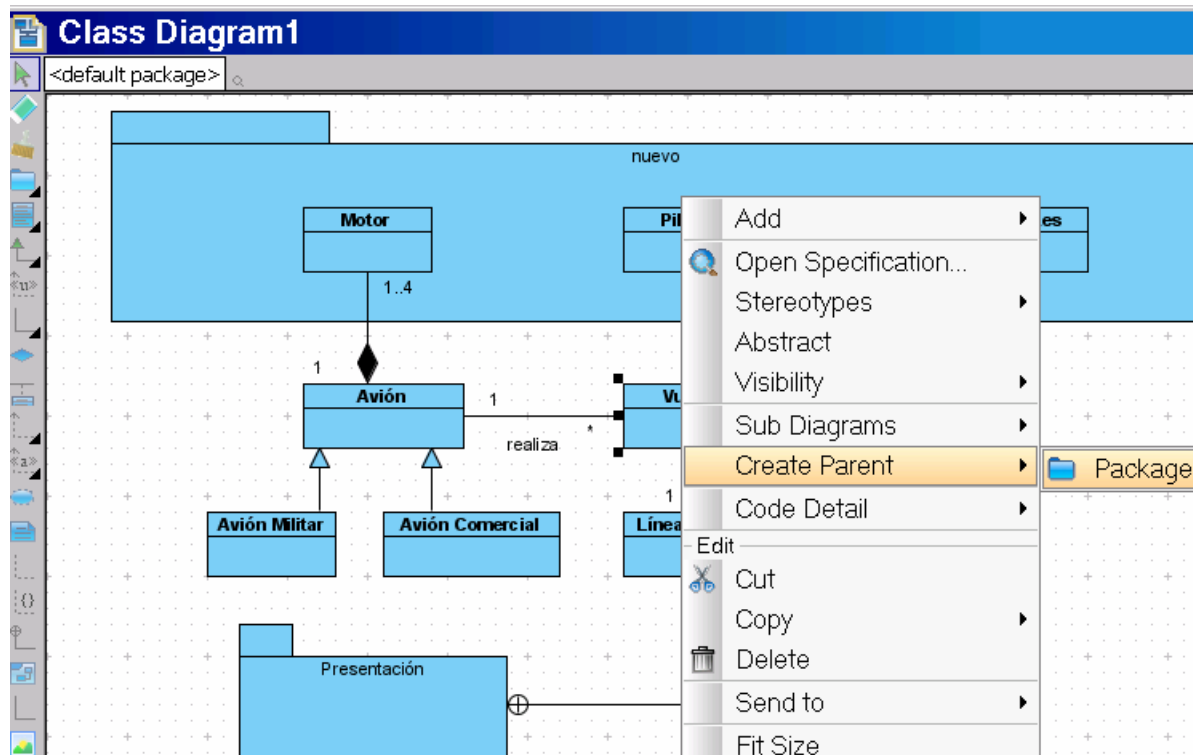 Class Diagram1
<default package>
nuevo
Motor
Pil
es
1..4
1
Avión
1
realiza
*
Vu
Avión Militar
Avión Comercial
1
Línea
Presentación
Add
Open Specification...
Stereotypes
Abstract
Visibility
Sub Diagrams
Create Parent
Package
Code Detail
Edit
Cut
Copy
Delete
Send to
Fit Size
«u»
«a»
{}